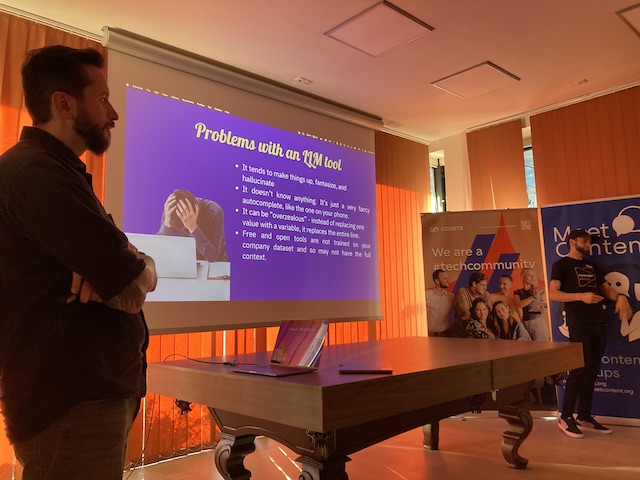 Problems with an LLM tool
It tends to make things up, fantasize, and
hallucinate
It doesn't know anything. It's just a very fancy
autocomplete, like the one on your phone.
It can be "overzealous" - instead of replacing one
value with a variable, it replaces the entire line.
Free and open tools are not trained on your
company dataset and so may not have the full
context.
CODETE
We are a
#techcommunity
Meet
Content